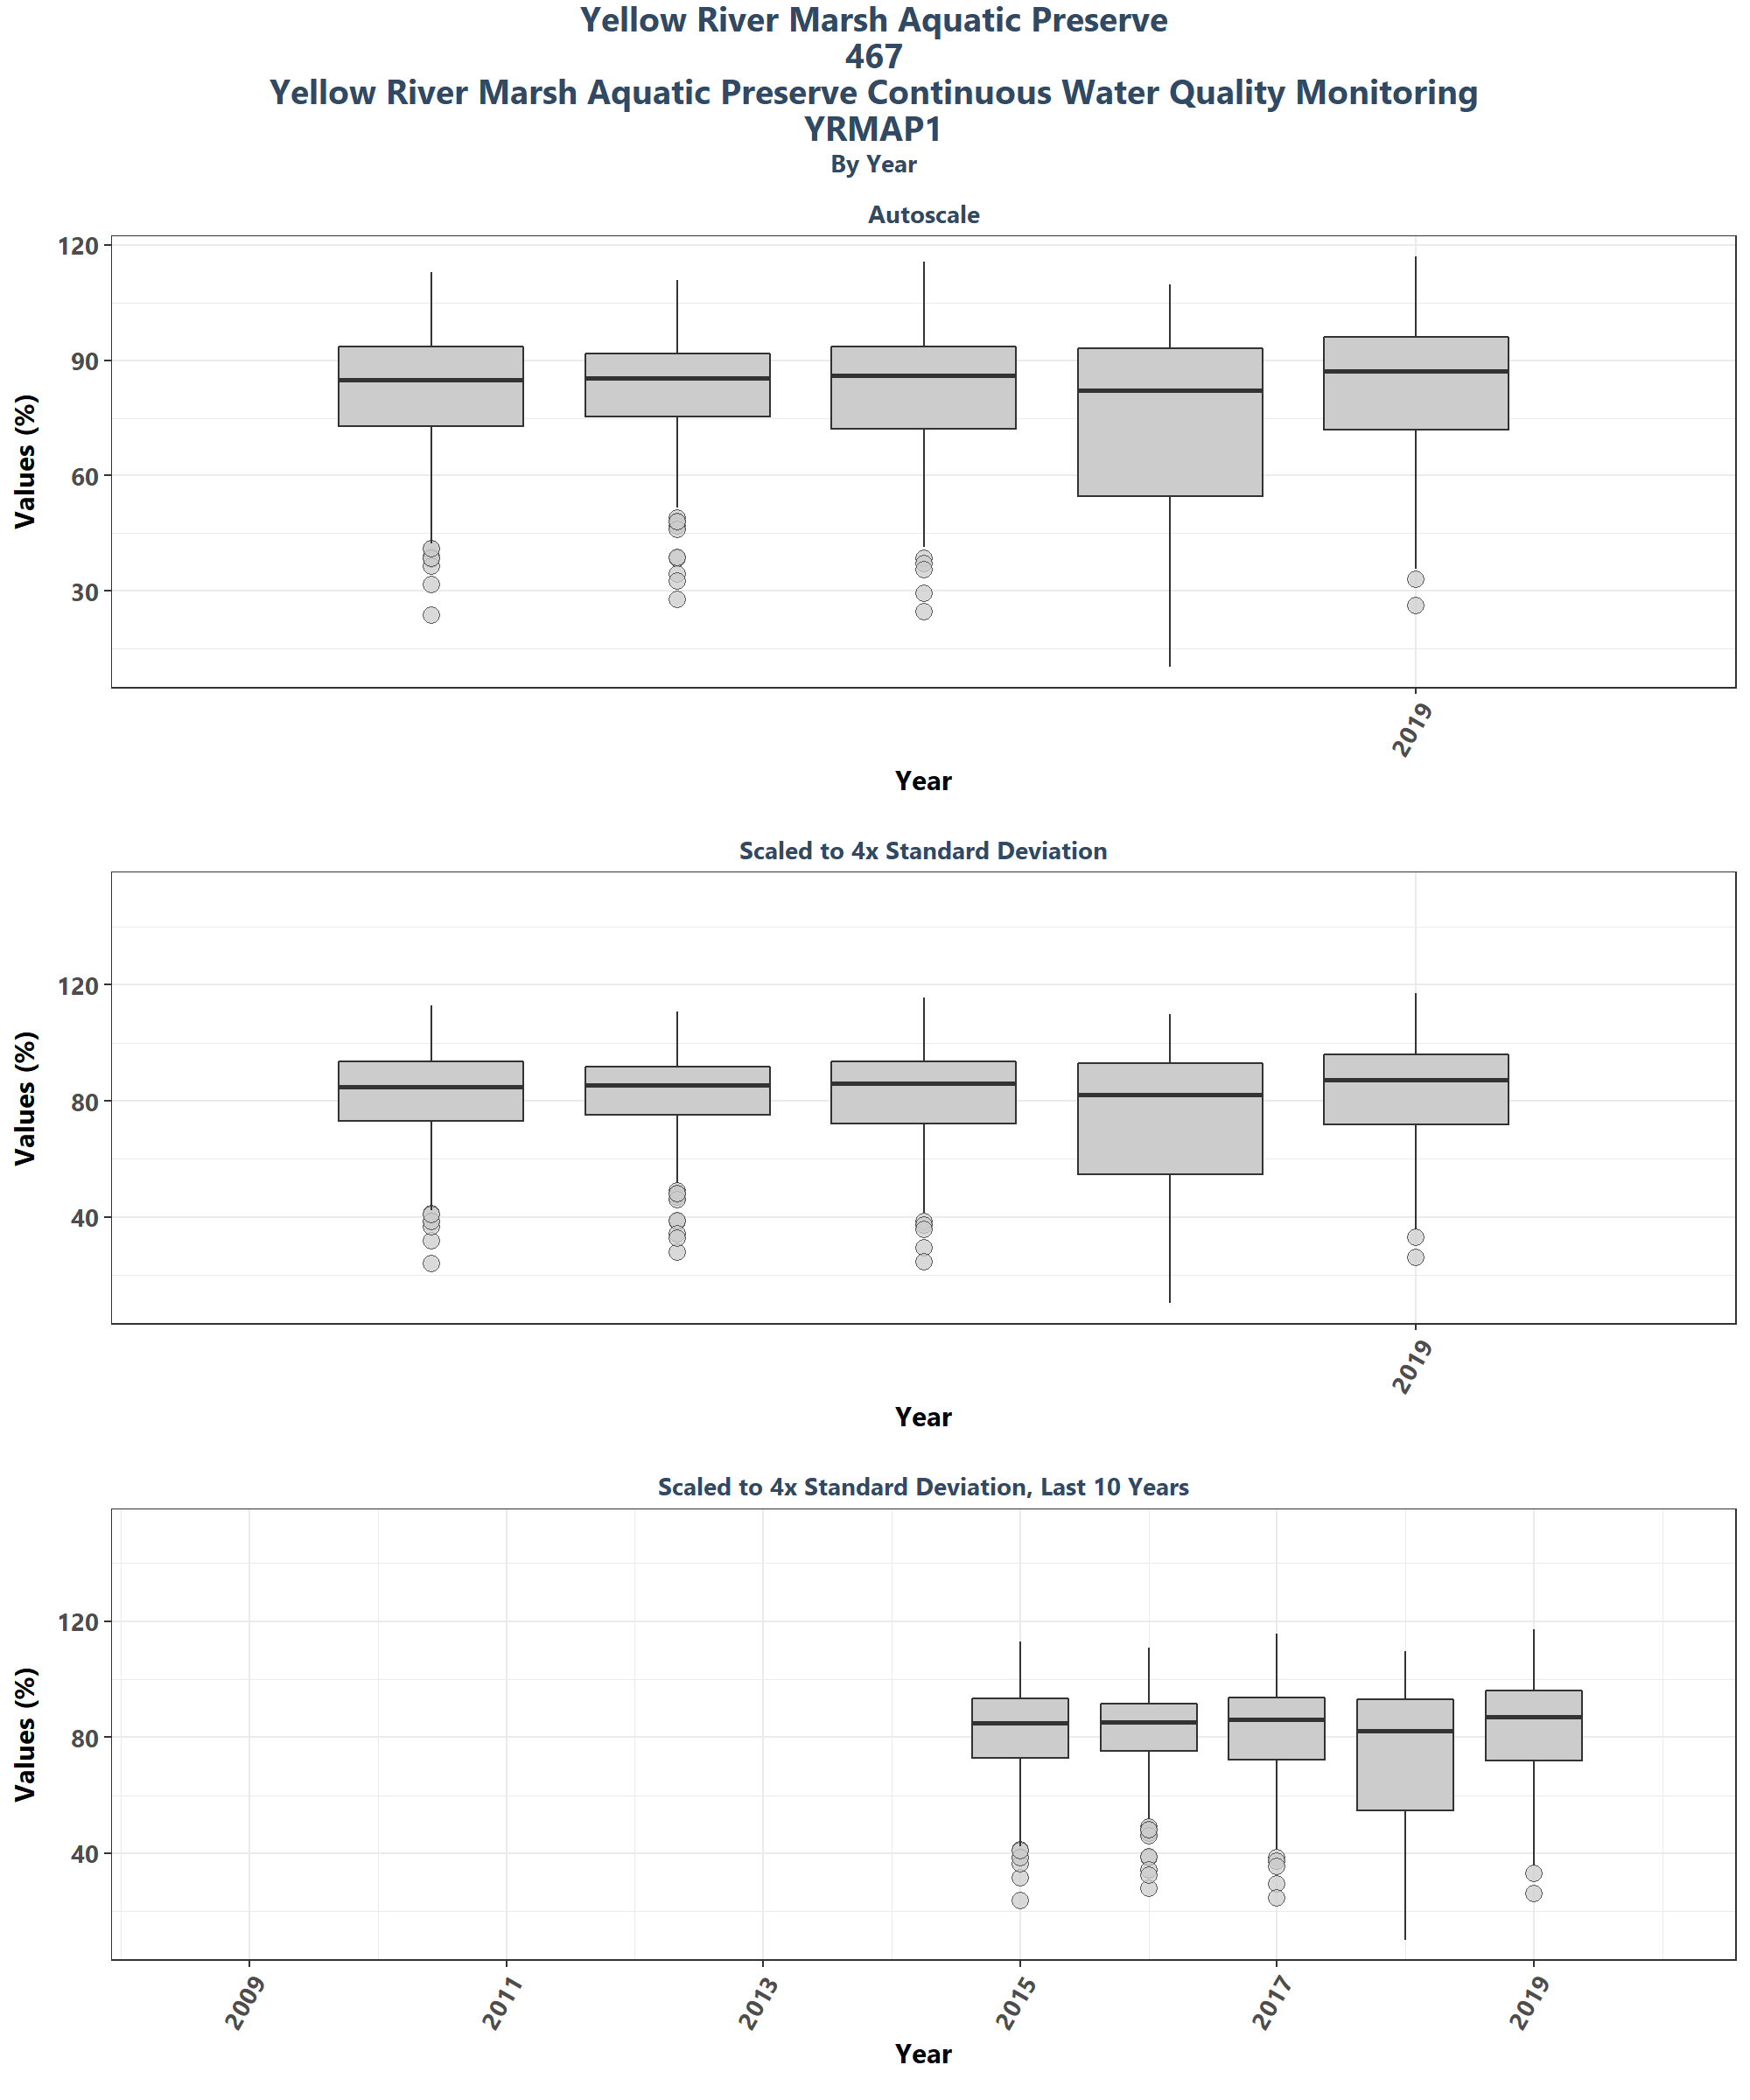 Yellow River Marsh Aquatic Preserve
467
Yellow River Marsh Aquatic Preserve Continuous Water Quality Monitoring
YRMAP1
By Year
Autoscale
120
90
60
30
Values (%)
2019
Year
Scaled to 4x Standard Deviation
120
80
40
Values (%)
2019
Year
Scaled to 4x Standard Deviation, Last 10 Years
120
80
40
Values (%)
2009 2011 2013 2015 2017 2019
Year